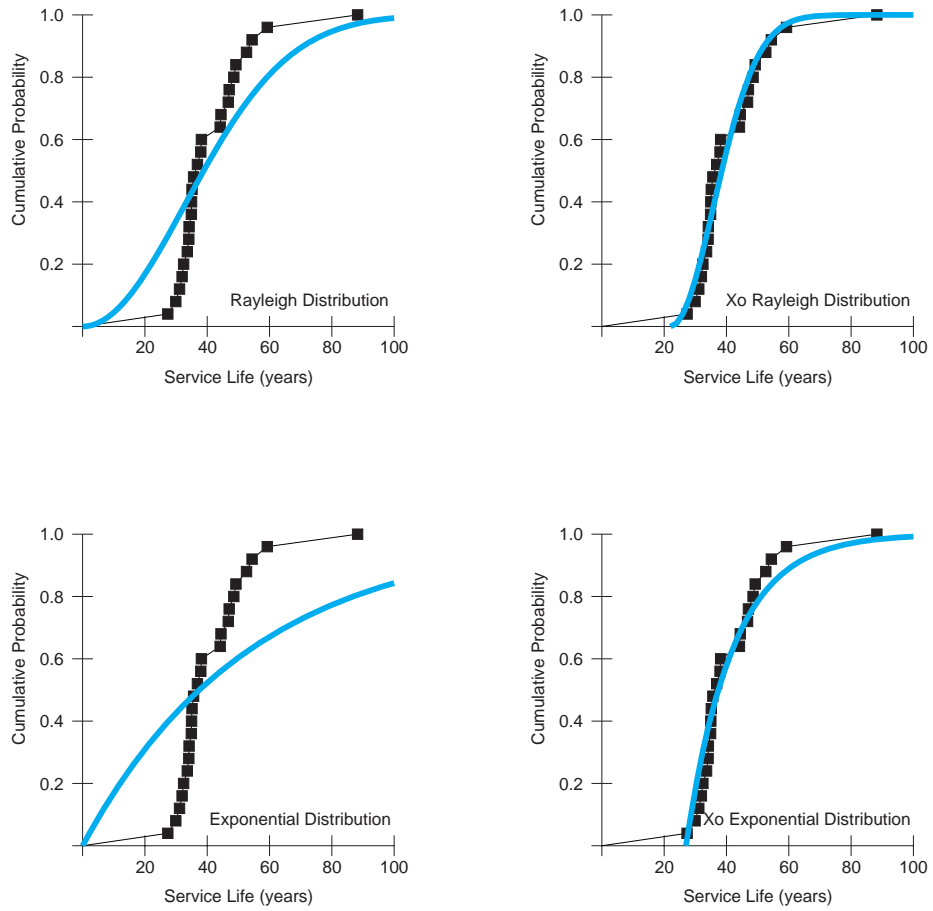 1.0
0.8
0.6
0.4
0.2
Cumulative Probability
Rayleigh Distribution
20 40 60 80 100
Service Life (years)
1.0
0.8
0.6
0.4
0.2
Cumulative Probability
Xo Rayleigh Distribution
20 40 60 80 100
Service Life (years)
1.0
0.8
0.6
0.4
0.2
Cumulative Probability
Exponential Distribution
20 40 60 80 100
Service Life (years)
1.0
0.8
0.6
0.4
0.2
Cumulative Probability
Xo Exponential Distribution
20 40 60 80 100
Service Life (years)